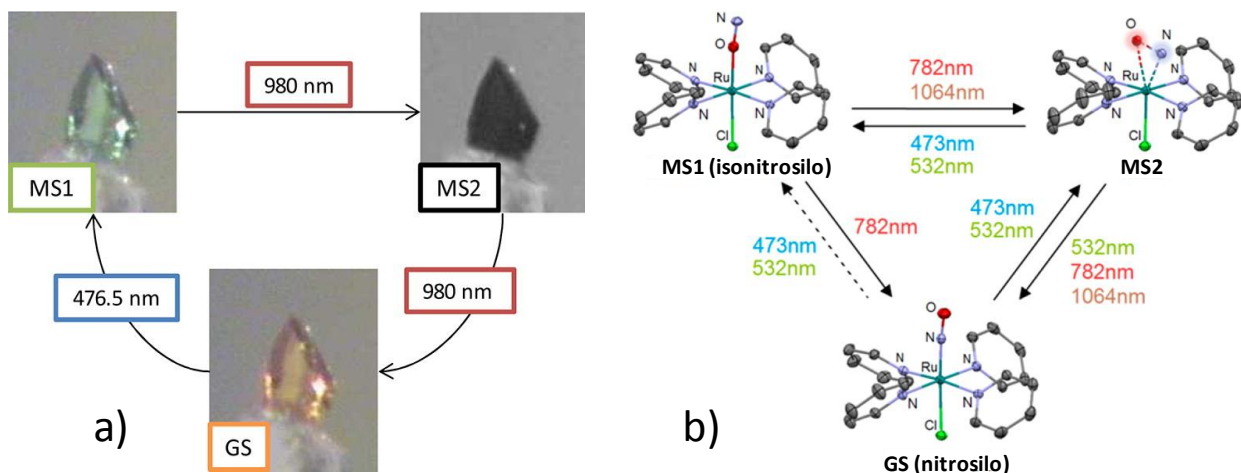 980 nm
MS1
MS2
476.5 nm
980 nm
GS
a)
N
O
N
N
Ru
N
N
Cl
MS1 (isonitrosilo)
782nm
1064nm
473nm
532nm
O
N
N
N
Ru
N
N
Cl
MS2
473nm
532nm
782nm
473nm
532nm
532nm
782nm
1064nm
O
N
N
N
Ru
N
N
Cl
GS (nitrosilo)
b)